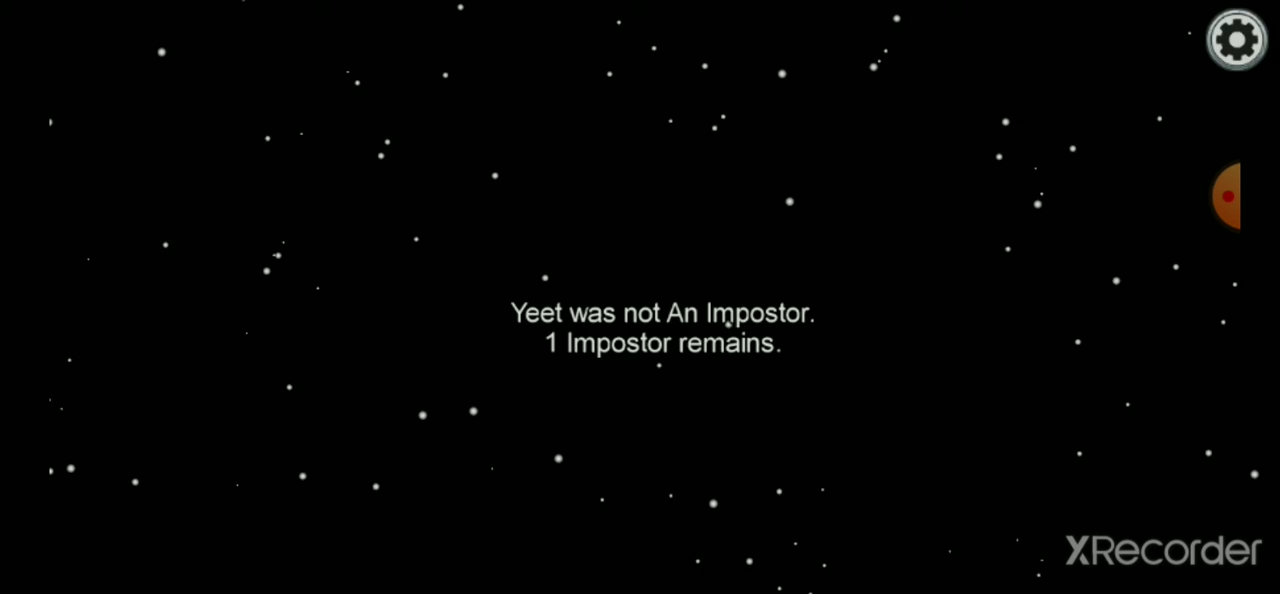 Yeet was not An Impostor.
1 Impostor remains.
XRecorder